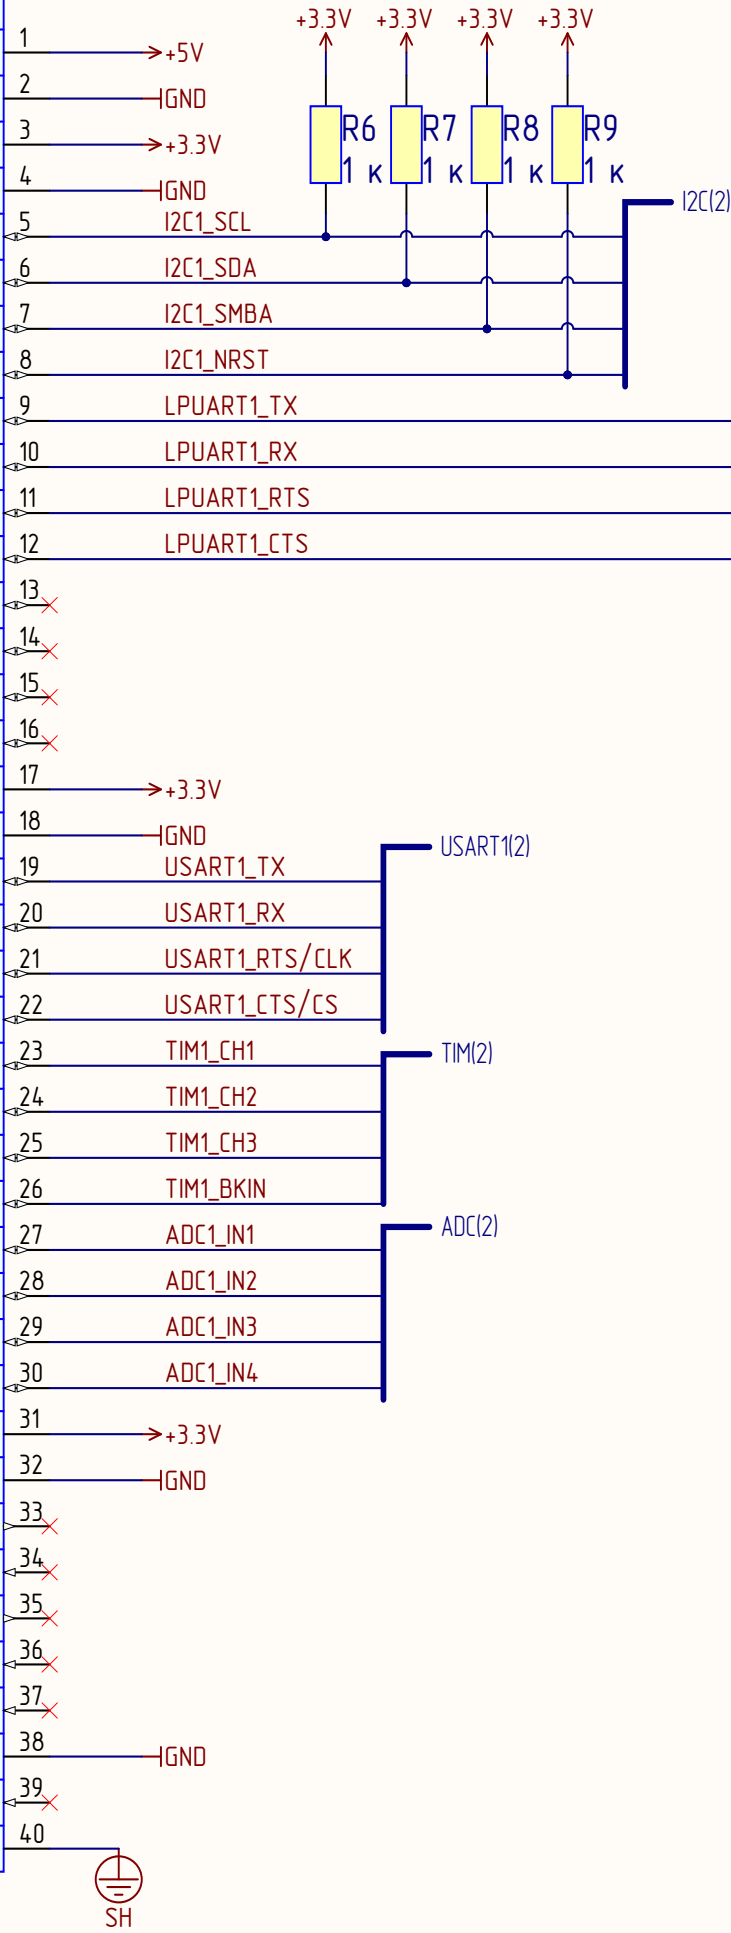 +3.3V +3.3V +3.3V +3.3V
1 +5V
2 GND
R6 R7 R8 R9
3 +3.3V
1 к 1 к 1 к 1 к
4 GND
I2C(2)
5 I2C1_SCL
6 I2C1_SDA
7 I2C1_SMBA
8 I2C1_NRST
9 LPUART1_TX
10 LPUART1_RX
11 LPUART1_RTS
12 LPUART1_CTS
13
14
15
16
17 +3.3V
18 GND
USART1(2)
19 USART1_TX
20 USART1_RX
21 USART1_RTS/CLK
22 USART1_CTS/CS
23 TIM1_CH1
TIM(2)
24 TIM1_CH2
25 TIM1_CH3
26 TIM1_BKIN
ADC(2)
27 ADC1_IN1
28 ADC1_IN2
29 ADC1_IN3
30 ADC1_IN4
31 +3.3V
32 GND
33
34
35
36
37
38 GND
39
40
SH